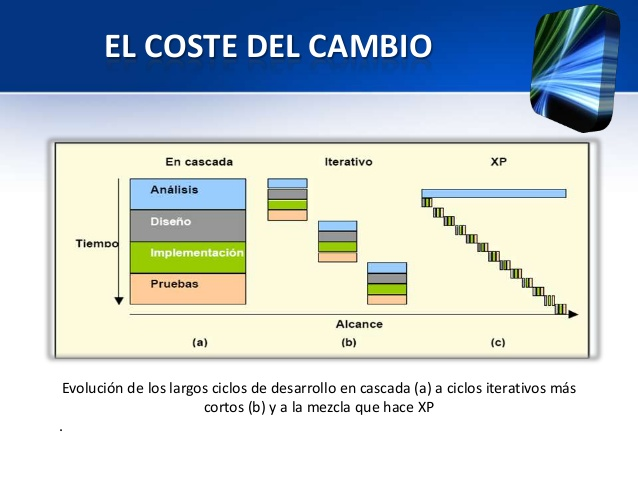 EL COSTE DEL CAMBIO
En cascada
Iterativo
XP
Análisis
Diseño
Tiempo
Implementación
Pruebas
Alcance
(a)
(b)
(c)
Evolución de los largos ciclos de desarrollo en cascada (a) a ciclos iterativos más
cortos (b) y a la mezcla que hace XP
.